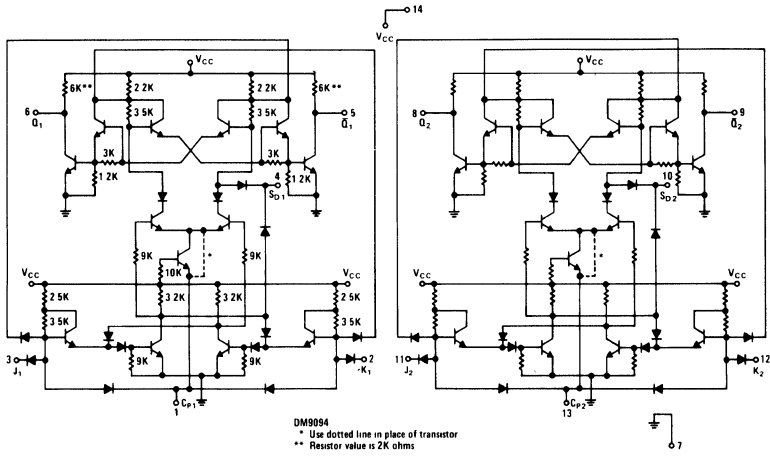 14
VCC
VCC
VCC
6K**
2 2K
2 2K
6K**
3 5K
3 5K
6
Q1
5
Q̄1
8
Q2
9
Q̄2
3K
3K
1 2K
4
1 2K
10
SD1
SD2
*
*
9K
9K
10K
VCC
VCC
VCC
VCC
2 5K
3 2K
3 2K
2 5K
3 5K
3 5K
3
J1
9K
9K
2
K1
11
J2
12
K2
CP1
1
CP2
13
7
DM9094
* Use dotted line in place of transistor
** Resistor value is 2K ohms